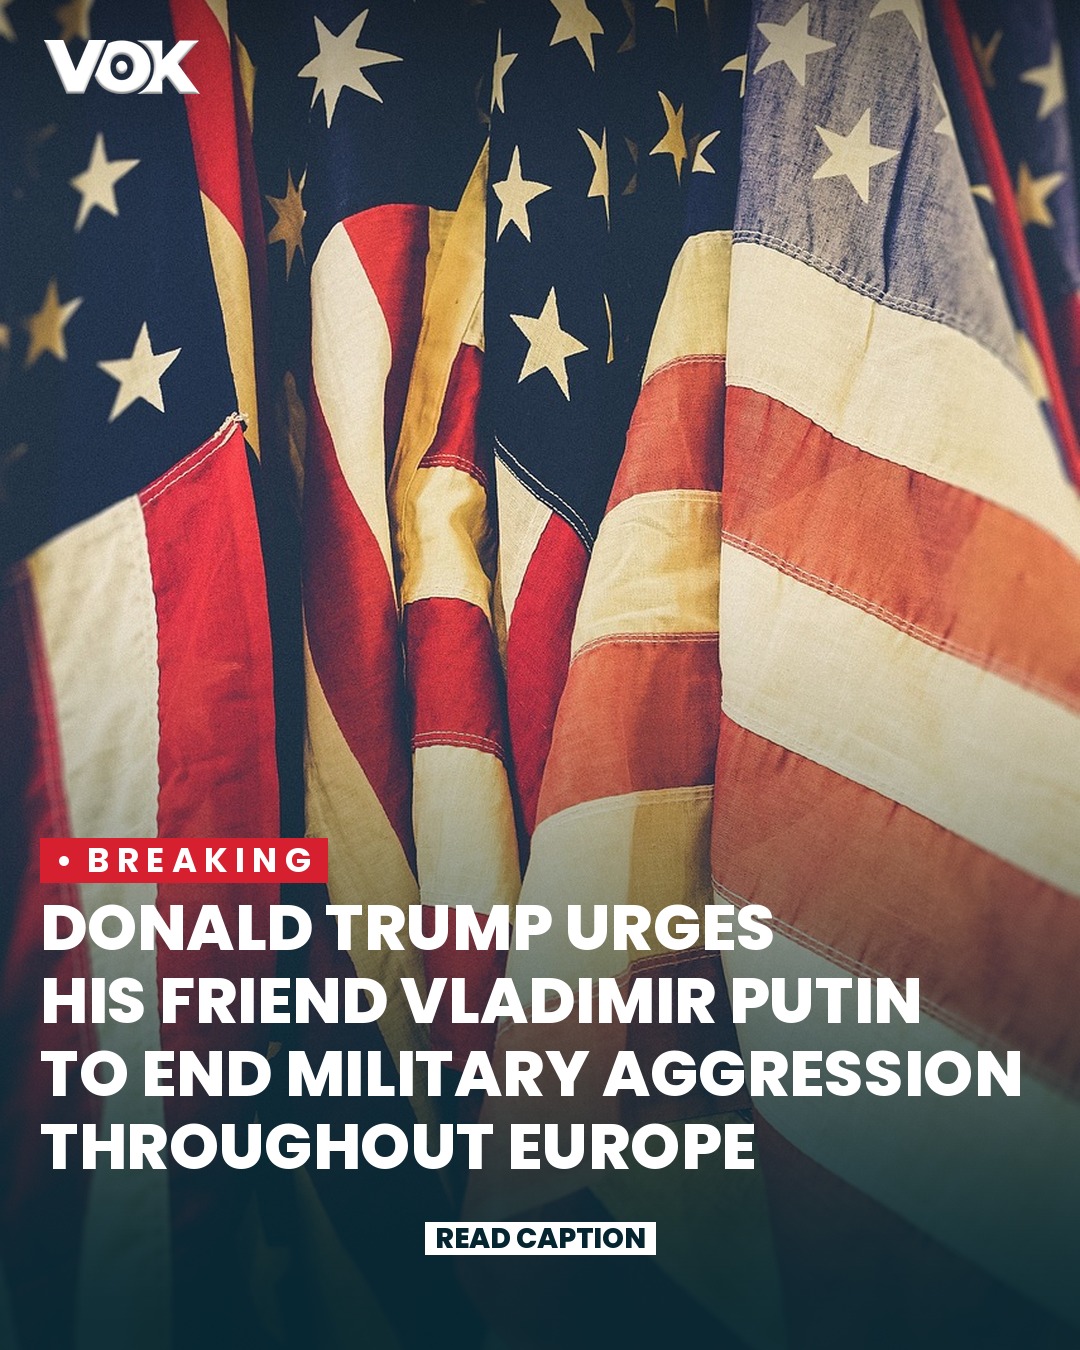 VOK
• BREAKING
DONALD TRUMP URGES
HIS FRIEND VLADIMIR PUTIN
TO END MILITARY AGGRESSION
THROUGHOUT EUROPE
READ CAPTION